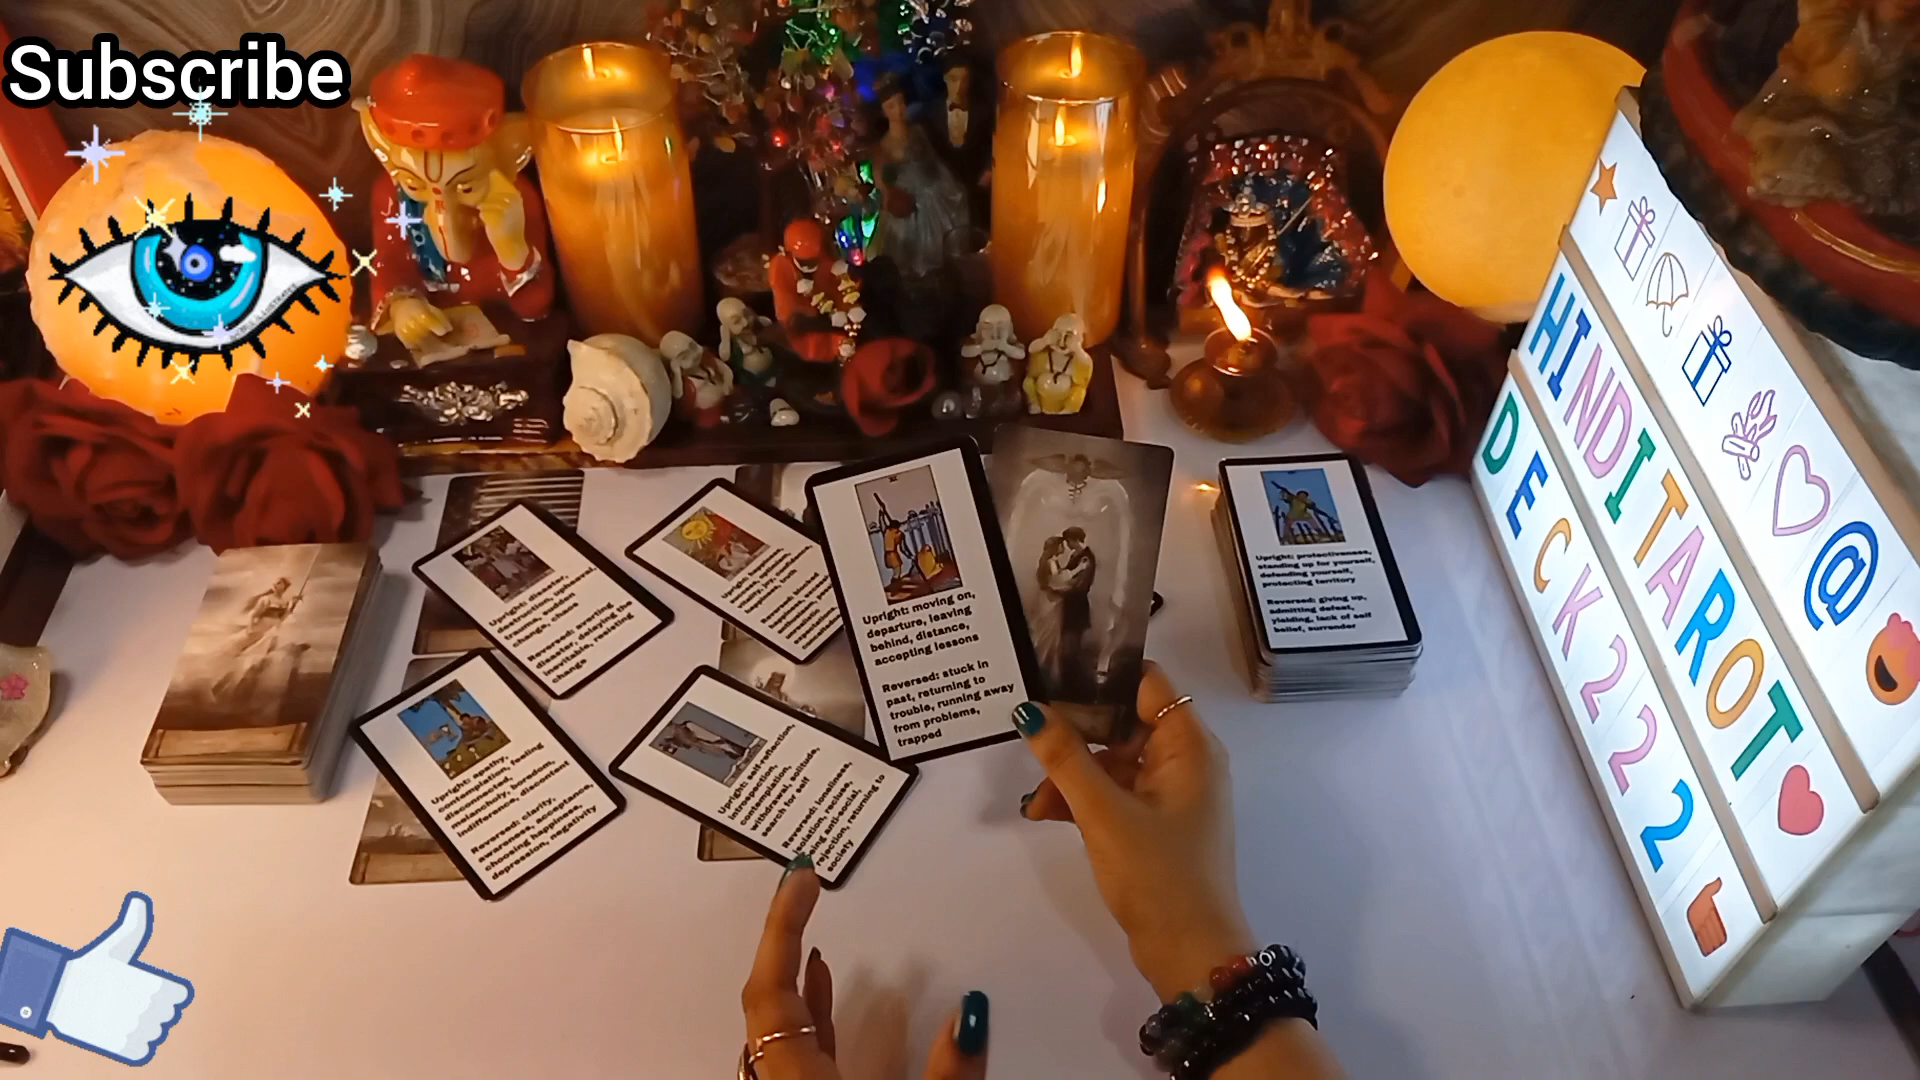 Subscribe
HINDITAROT
DECK222
@
Upright: disaster,
destruction, upheaval,
trauma, sudden
change, chaos
Reversed: averting
disaster, delaying the
inevitable, resisting
change
Upright: moving on,
departure, leaving
behind, distance,
accepting lessons
Reversed: stuck in
past, returning to
trouble, running away
from problems,
trapped
Upright: protectiveness,
standing up for yourself,
defending yourself,
protecting territory
Reversed: giving up,
admitting defeat,
yielding, lack of self
belief, surrender
Upright: apathy,
contemplation, feeling
disconnected,
melancholy, boredom,
indifference, discontent
Reversed: clarity,
awareness, acceptance,
choosing happiness,
depression, negativity
Upright: self-reflection,
introspection,
contemplation,
withdrawal, solitude,
search for self
Reversed: loneliness,
isolation, recluse,
being anti-social,
rejection, returning to
society